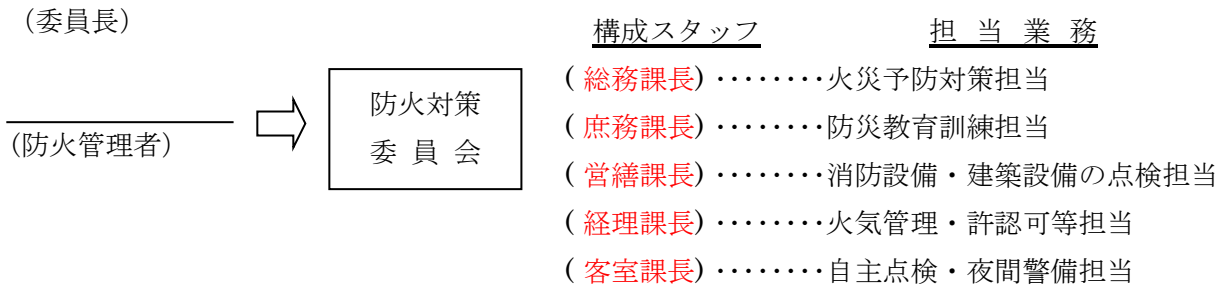 (委員長)
(防火管理者)
防火対策
委 員 会
構成スタッフ 担 当 業 務
( 総務課長) ・・・・・・・・火災予防対策担当
( 庶務課長) ・・・・・・・・防災教育訓練担当
( 営繕課長) ・・・・・・・・消防設備・建築設備の点検担当
( 経理課長) ・・・・・・・・火気管理・許認可等担当
( 客室課長) ・・・・・・・・自主点検・夜間警備担当